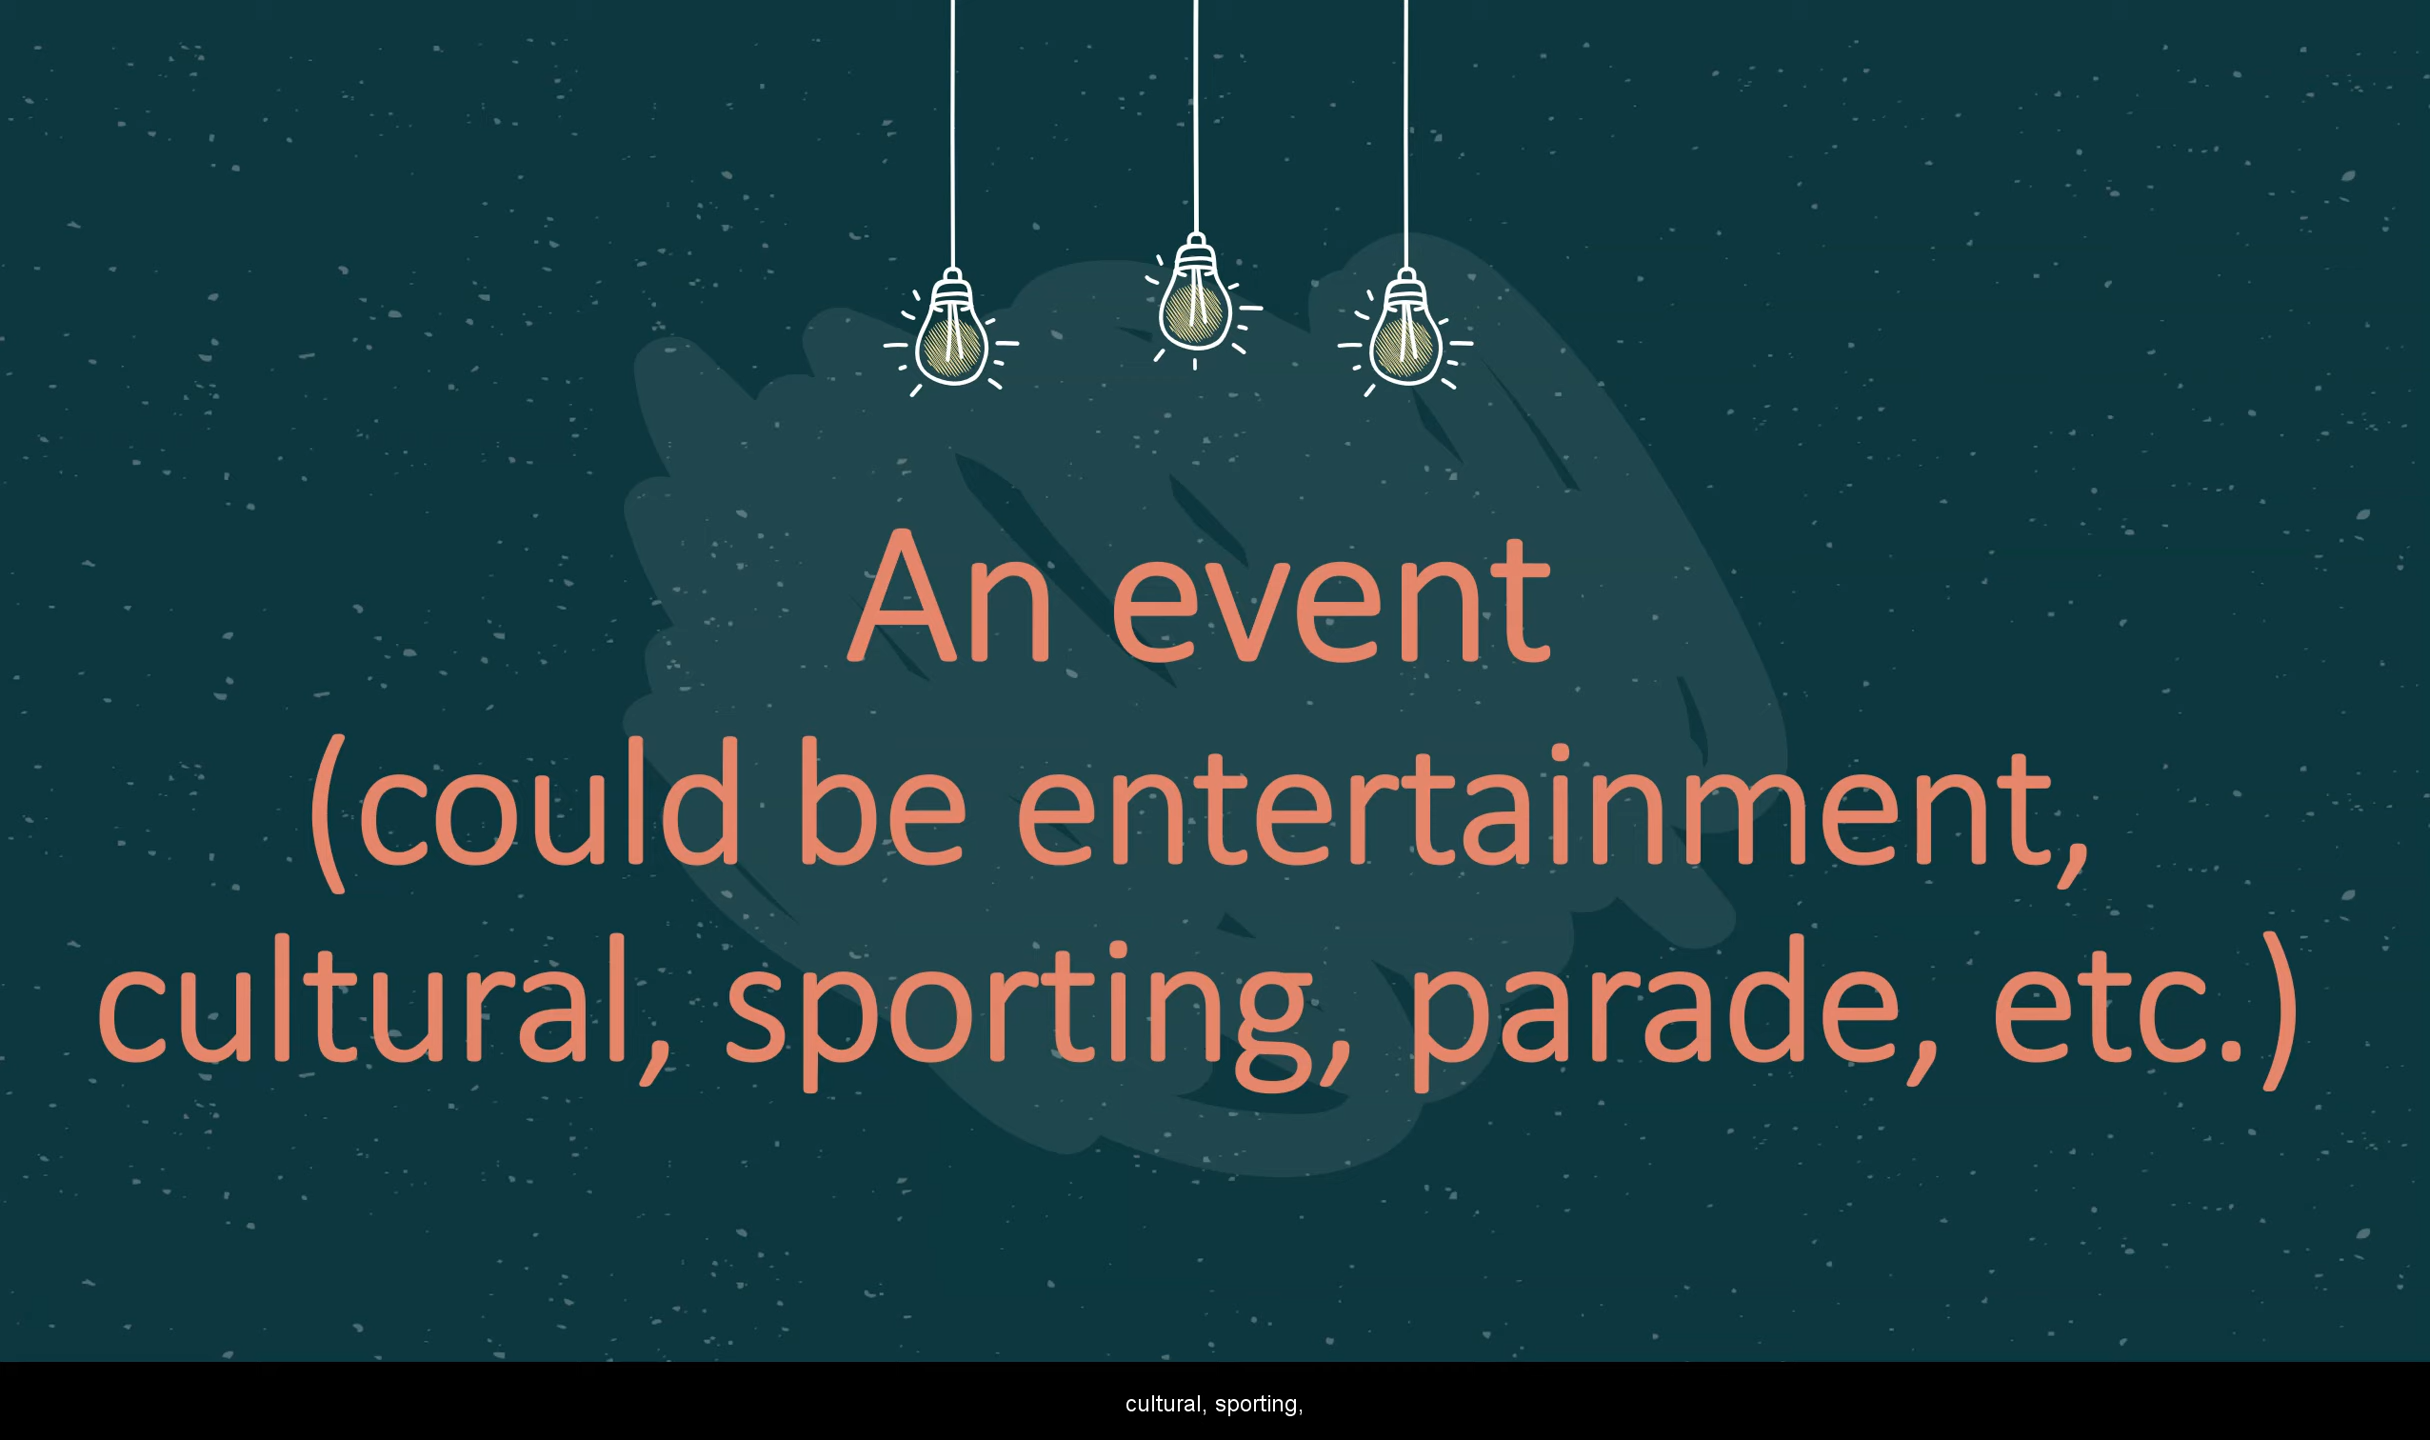 An event
(could be entertainment,
cultural, sporting, parade, etc.)
cultural, sporting,